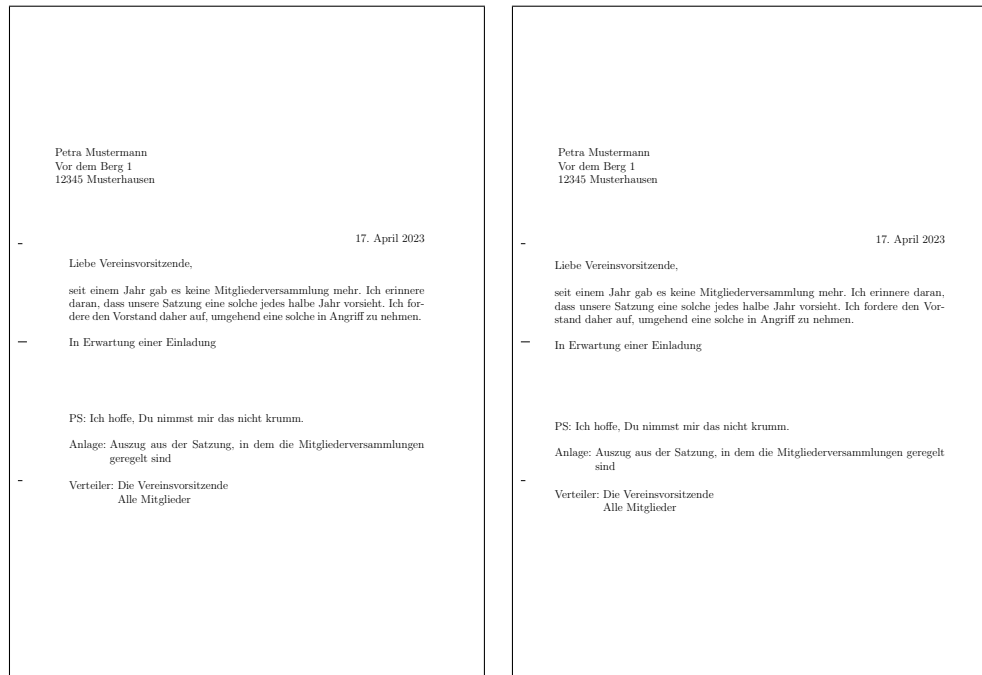 Petra Mustermann
Vor dem Berg 1
12345 Musterhausen
17. April 2023
Liebe Vereinsvorsitzende,
seit einem Jahr gab es keine Mitgliederversammlung mehr. Ich erinnere
daran, dass unsere Satzung eine solche jedes halbe Jahr vorsieht. Ich for-
dere den Vorstand daher auf, umgehend eine solche in Angriff zu nehmen.
In Erwartung einer Einladung
PS: Ich hoffe, Du nimmst mir das nicht krumm.
Anlage: Auszug aus der Satzung, in dem die Mitgliederversammlungen
geregelt sind
Verteiler: Die Vereinsvorsitzende
Alle Mitglieder
Petra Mustermann
Vor dem Berg 1
12345 Musterhausen
17. April 2023
Liebe Vereinsvorsitzende,
seit einem Jahr gab es keine Mitgliederversammlung mehr. Ich erinnere daran,
dass unsere Satzung eine solche jedes halbe Jahr vorsieht. Ich fordere den Vor-
stand daher auf, umgehend eine solche in Angriff zu nehmen.
In Erwartung einer Einladung
PS: Ich hoffe, Du nimmst mir das nicht krumm.
Anlage: Auszug aus der Satzung, in dem die Mitgliederversammlungen geregelt
sind
Verteiler: Die Vereinsvorsitzende
Alle Mitglieder